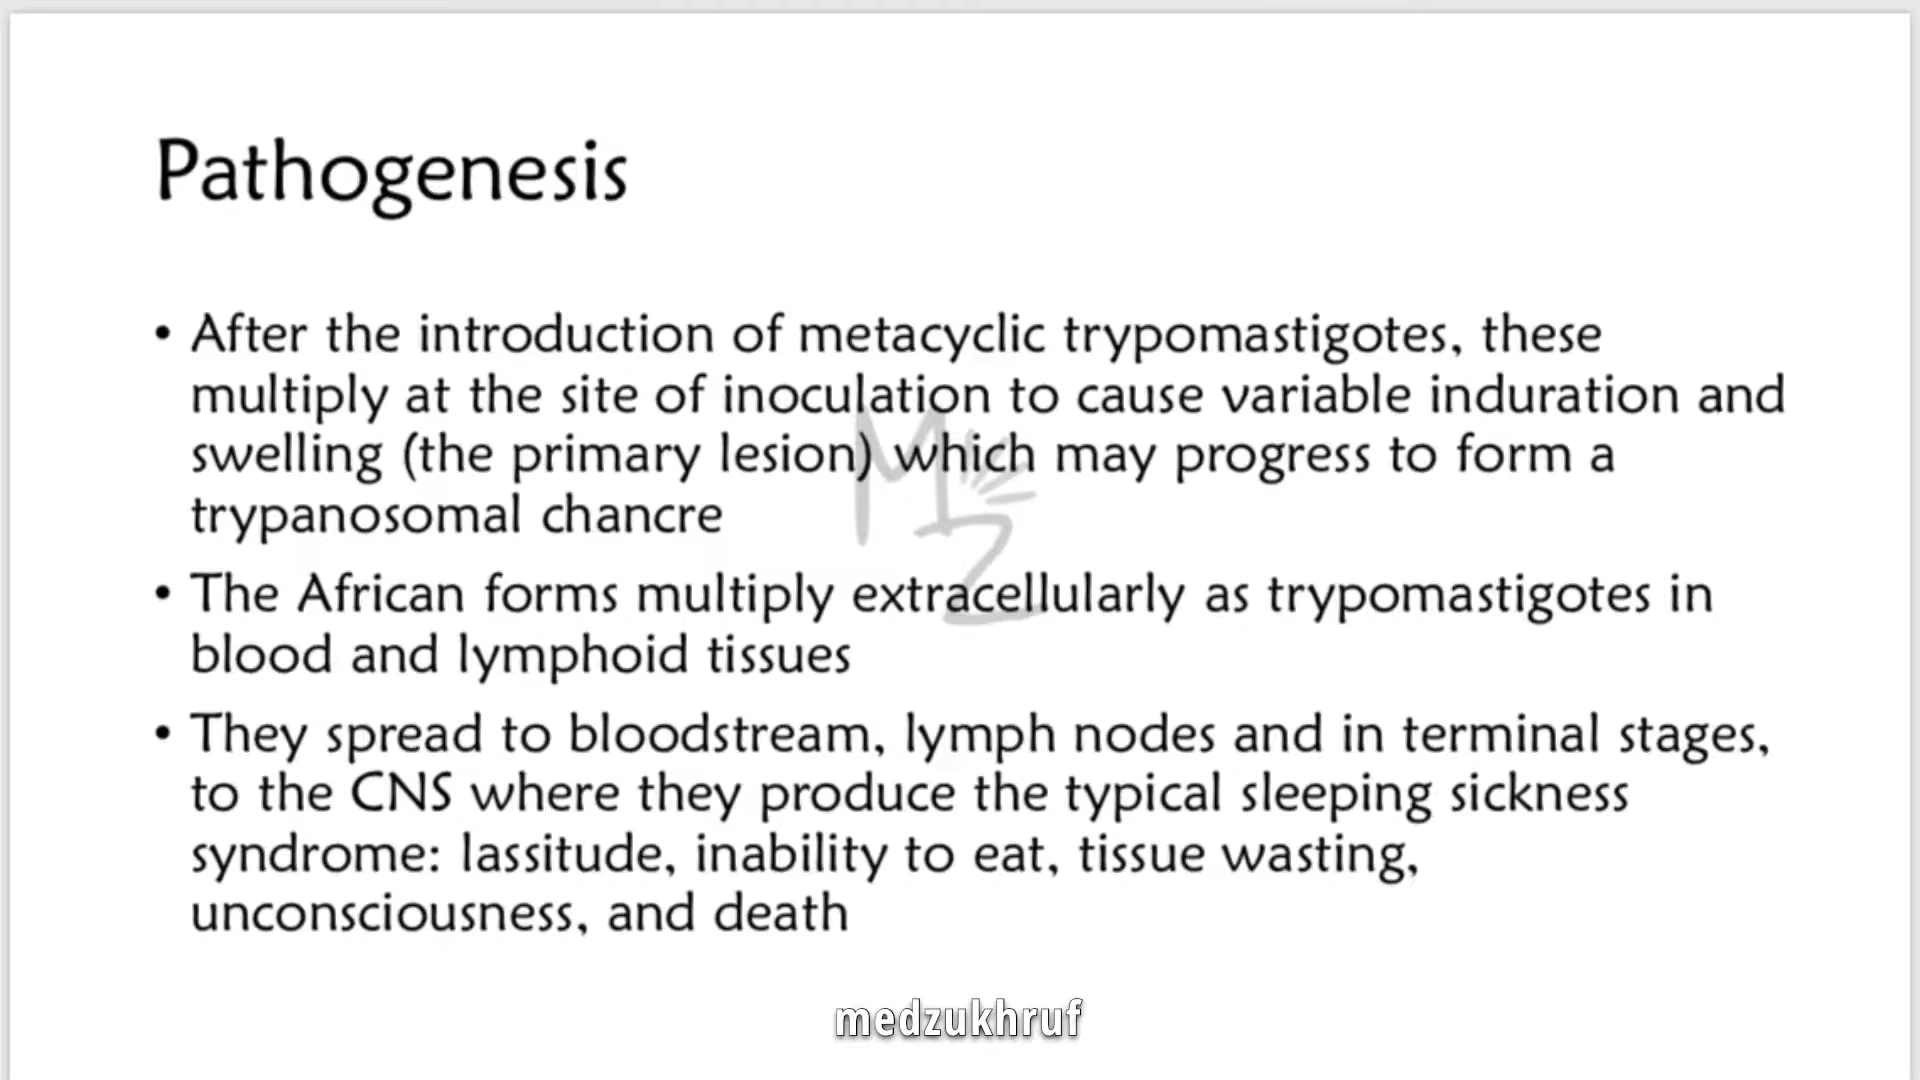 Pathogenesis
• After the introduction of metacyclic trypomastigotes, these
multiply at the site of inoculation to cause variable induration and
swelling (the primary lesion) which may progress to form a
trypanosomal chancre
• The African forms multiply extracellularly as trypomastigotes in
blood and lymphoid tissues
• They spread to bloodstream, lymph nodes and in terminal stages,
to the CNS where they produce the typical sleeping sickness
syndrome: lassitude, inability to eat, tissue wasting,
unconsciousness, and death
MZ
medzukhruf